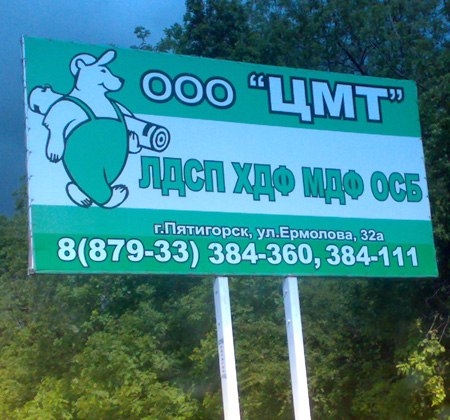 ООО "ЦМТ"
ЛДСП ХДФ МДФ ОСБ
г.Пятигорск, ул.Ермолова, 32а
8(879-33) 384-360, 384-111